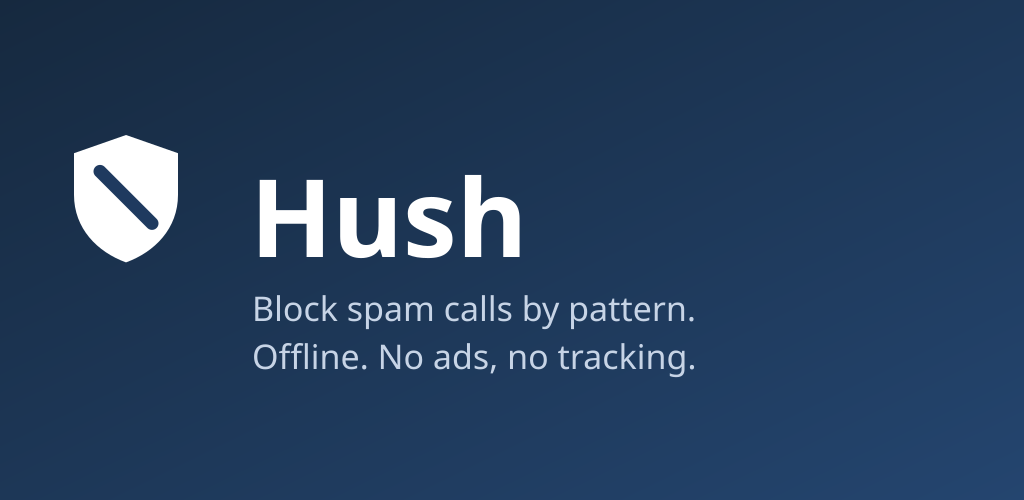 Hush
Block spam calls by pattern.
Offline. No ads, no tracking.